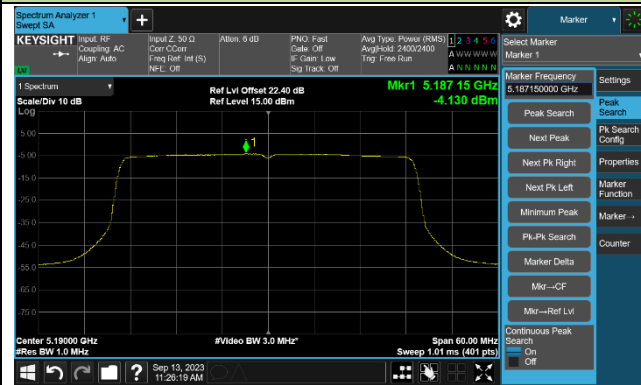 Spectrum Analyzer 1
Swept SA
Marker
KEYSIGHT
Input: RF
Coupling: AC
Align: Auto
Input Z: 50 Ω
Corr CCorr
Freq Ref: Int (S)
NFE: Off
Atten: 6 dB
PNO: Fast
Gate: Off
IF Gain: Low
Sig Track: Off
Avg Type: Power (RMS)
Avg|Hold: 2400/2400
Trig: Free Run
1 2 3 4 5 6
A W W W W W
A N N N N N
Select Marker
Marker 1
Marker Frequency
5.187150000 GHz
Settings
Peak Search
Peak
Search
Next Peak
Pk Search
Config
Next Pk Right
Properties
Next Pk Left
Marker
Function
Minimum Peak
Marker→
Pk-Pk Search
Counter
Marker Delta
Mkr→CF
Mkr→Ref Lvl
Continuous Peak
Search
On
Off
1 Spectrum
Scale/Div 10 dB
Log
Ref Lvl Offset 22.40 dB
Ref Level 15.00 dBm
Mkr1 5.187 15 GHz
-4.130 dBm
1
5.00
-5.00
-15.0
-25.0
-35.0
-45.0
-55.0
-65.0
-75.0
Center 5.19000 GHz
#Res BW 1.0 MHz
#Video BW 3.0 MHz*
Span 60.00 MHz
Sweep 1.01 ms (401 pts)
Sep 13, 2023
11:26:19 AM